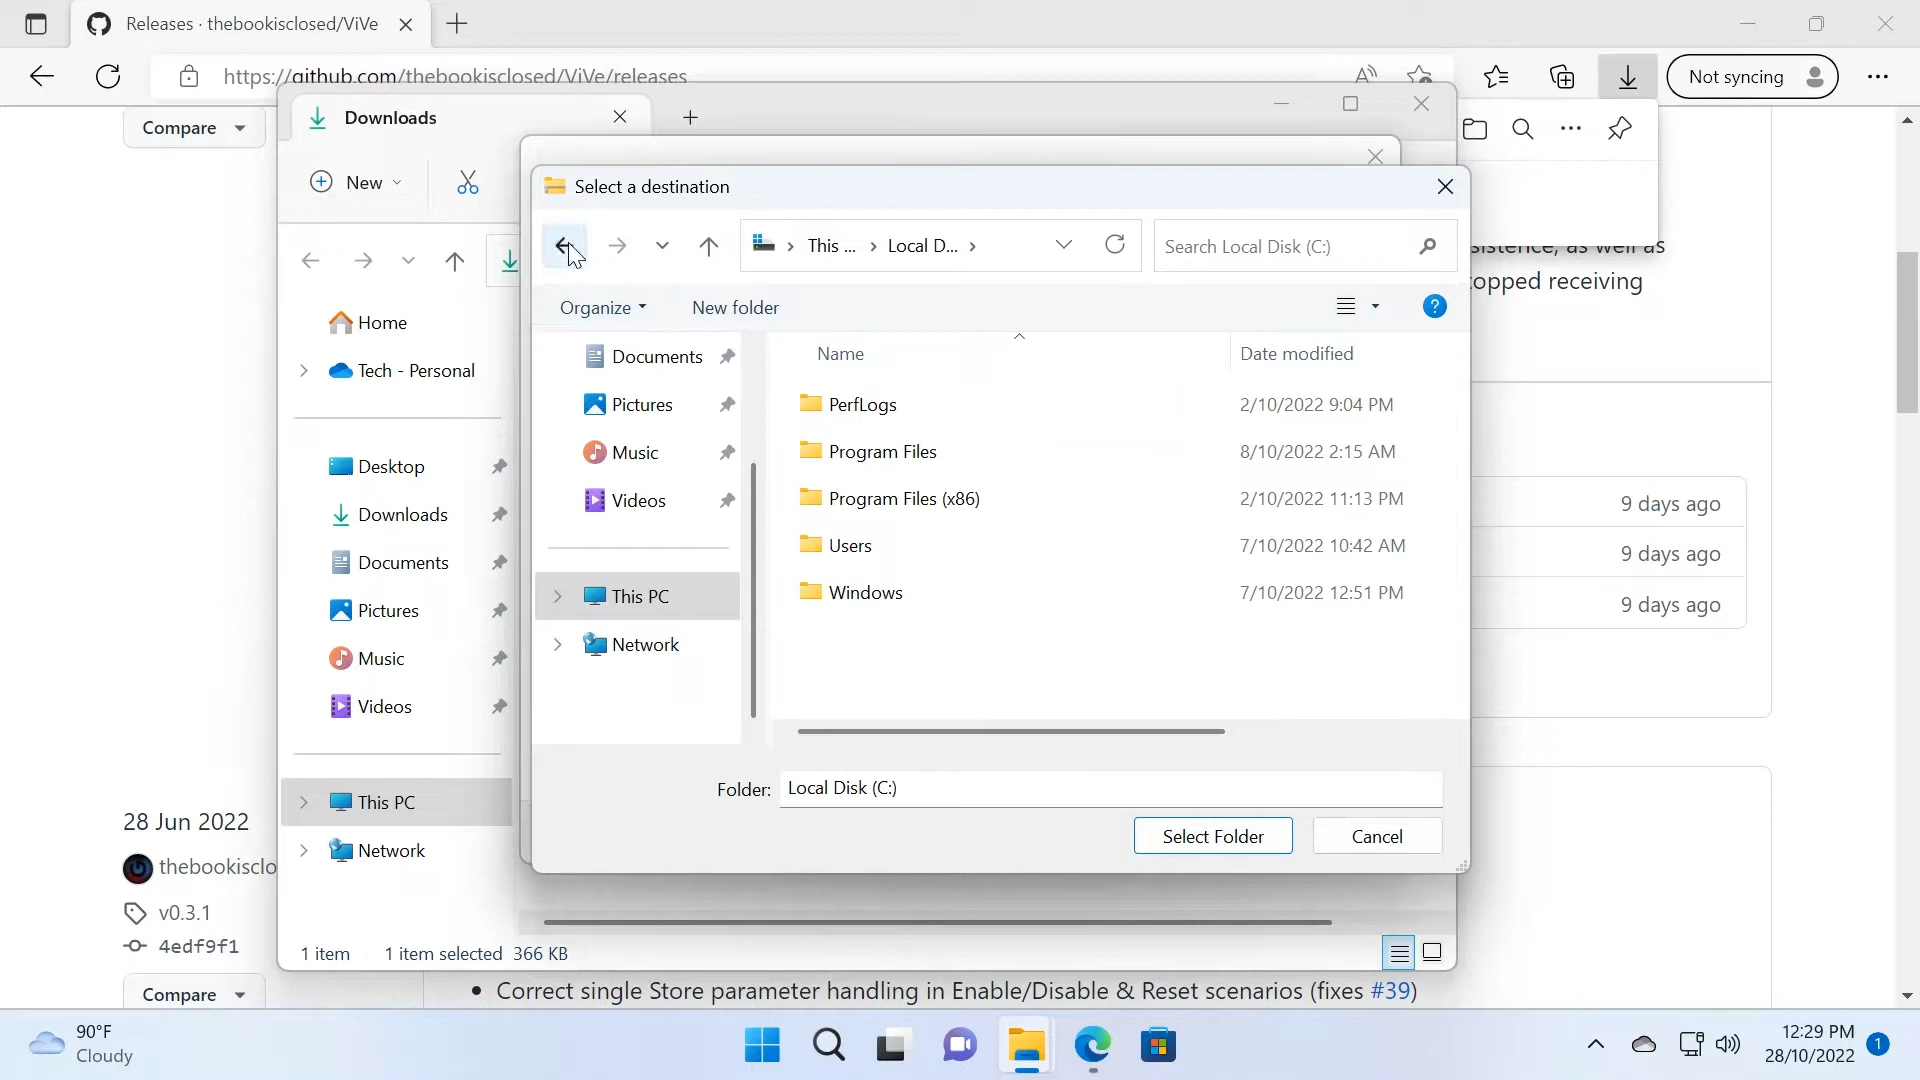 Releases · thebookisclosed/ViVe
https://github.com/thebookisclosed/ViVe/releases
Not syncing
Compare
Downloads
New
Home
Tech - Personal
Desktop
Downloads
Documents
Pictures
Music
Videos
This PC
Network
1 item
1 item selected 366 KB
Select a destination
This ...
Local D...
Search Local Disk (C:)
Organize
New folder
Documents
Pictures
Music
Videos
This PC
Network
Name
Date modified
PerfLogs
2/10/2022 9:04 PM
Program Files
8/10/2022 2:15 AM
Program Files (x86)
2/10/2022 11:13 PM
Users
7/10/2022 10:42 AM
Windows
7/10/2022 12:51 PM
Folder:
Local Disk (C:)
Select Folder
Cancel
as well as
receiving
9 days ago
9 days ago
9 days ago
28 Jun 2022
thebookisclo
v0.3.1
4edf9f1
Compare
• Correct single Store parameter handling in Enable/Disable & Reset scenarios (fixes #39)
90°F
Cloudy
12:29 PM
28/10/2022
1